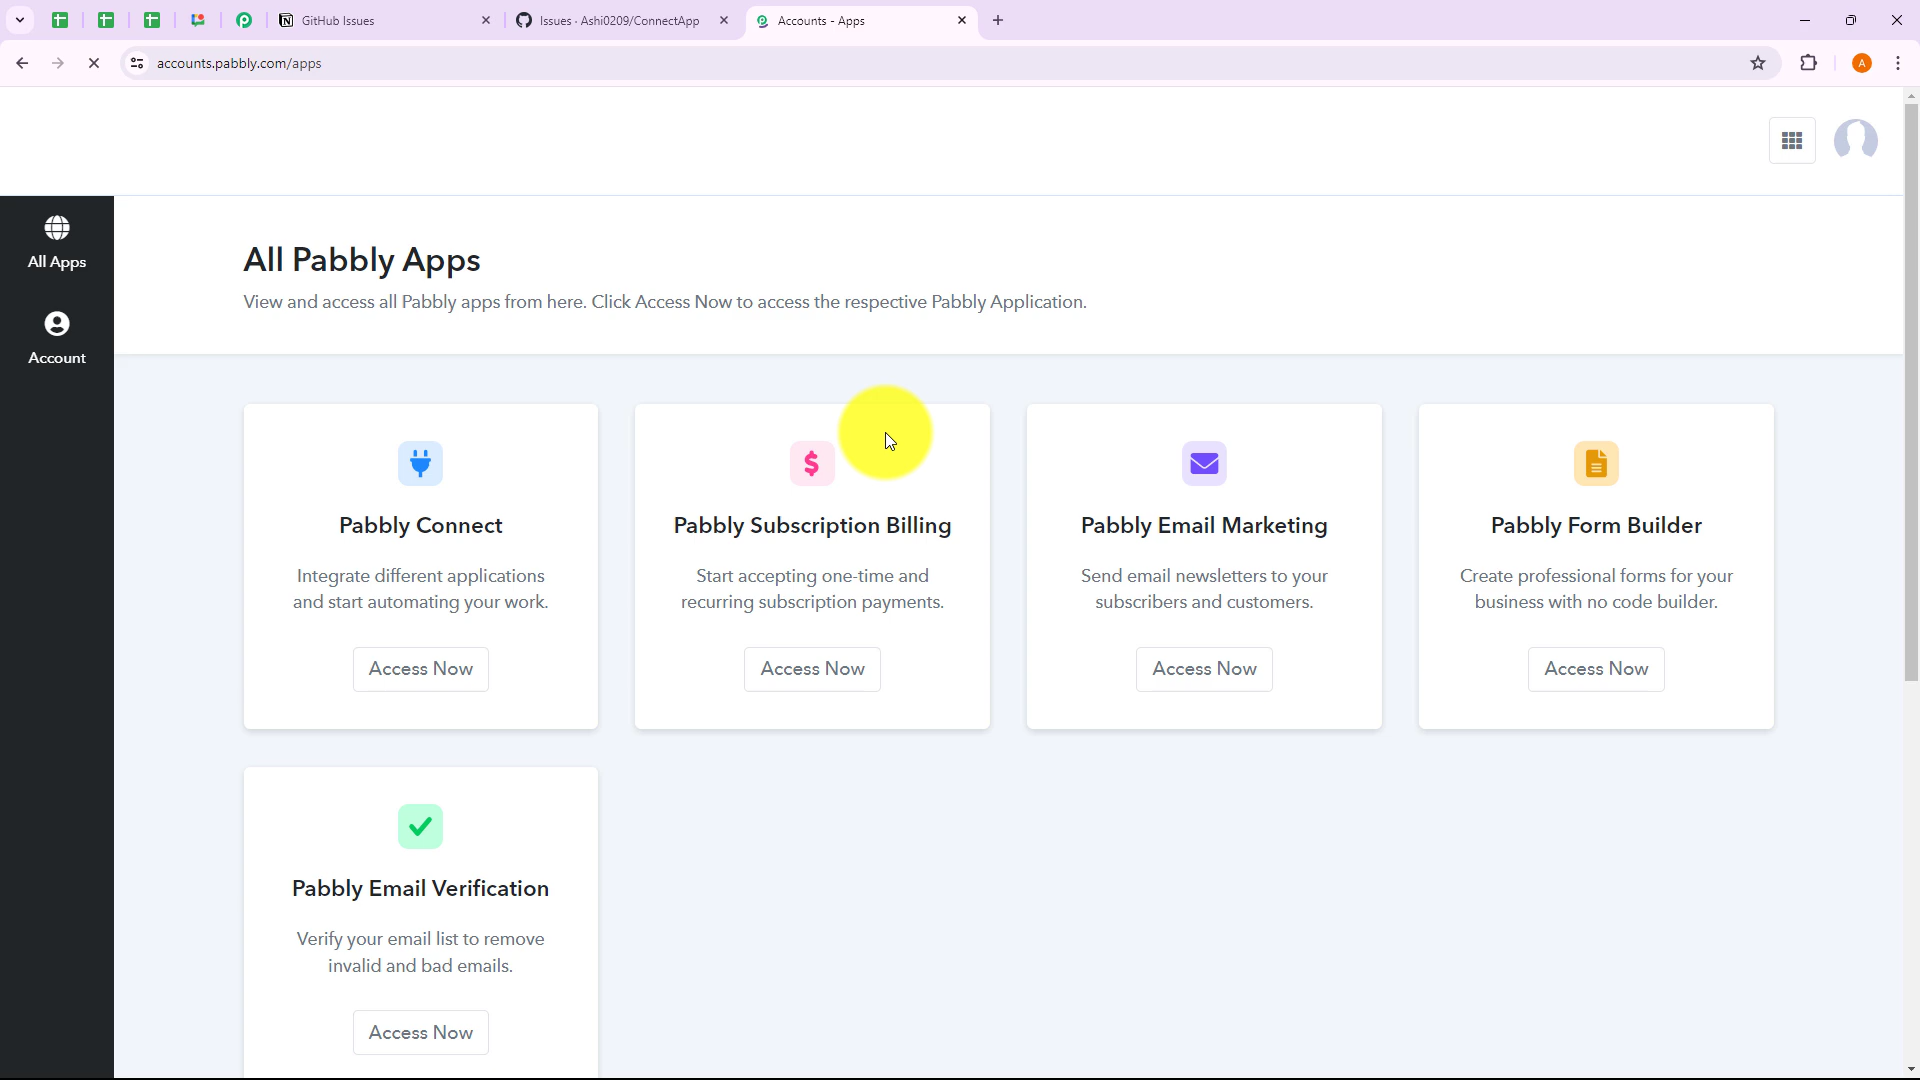 GitHub Issues
Issues · Ashi0209/ConnectApp
Accounts - Apps
accounts.pabbly.com/apps
A
All Apps
Account
All Pabbly Apps
View and access all Pabbly apps from here. Click Access Now to access the respective Pabbly Application.
Pabbly Connect
Integrate different applications
and start automating your work.
Access Now
Pabbly Subscription Billing
Start accepting one-time and
recurring subscription payments.
Access Now
Pabbly Email Marketing
Send email newsletters to your
subscribers and customers.
Access Now
Pabbly Form Builder
Create professional forms for your
business with no code builder.
Access Now
Pabbly Email Verification
Verify your email list to remove
invalid and bad emails.
Access Now